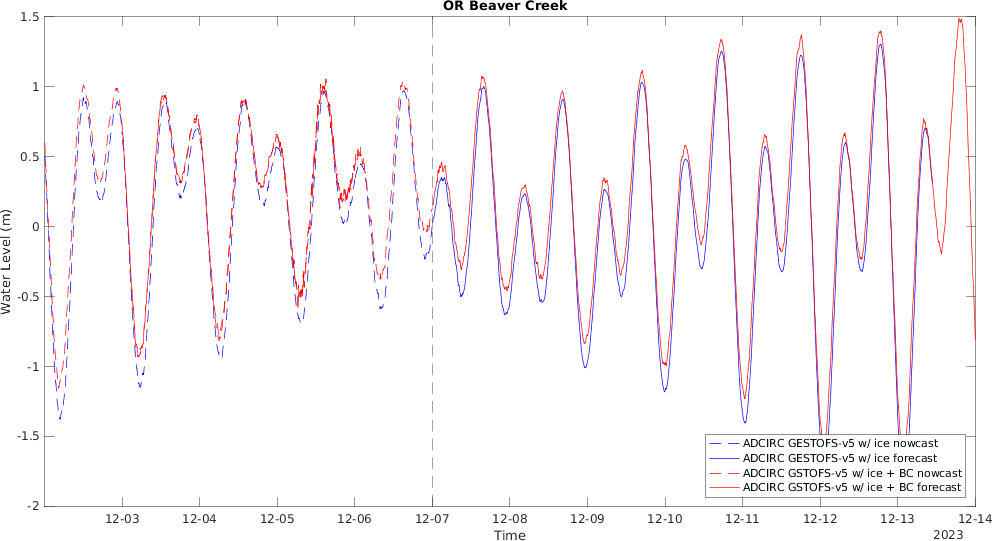 OR Beaver Creek
1.5
1
0.5
0
-0.5
-1
-1.5
-2
Water Level (m)
ADCIRC GESTOFS-v5 w/ ice nowcast
ADCIRC GESTOFS-v5 w/ ice forecast
ADCIRC GSTOFS-v5 w/ ice + BC nowcast
ADCIRC GSTOFS-v5 w/ ice + BC forecast
12-03 12-04 12-05 12-06 12-07 12-08 12-09 12-10 12-11 12-12 12-13 12-14
Time
2023